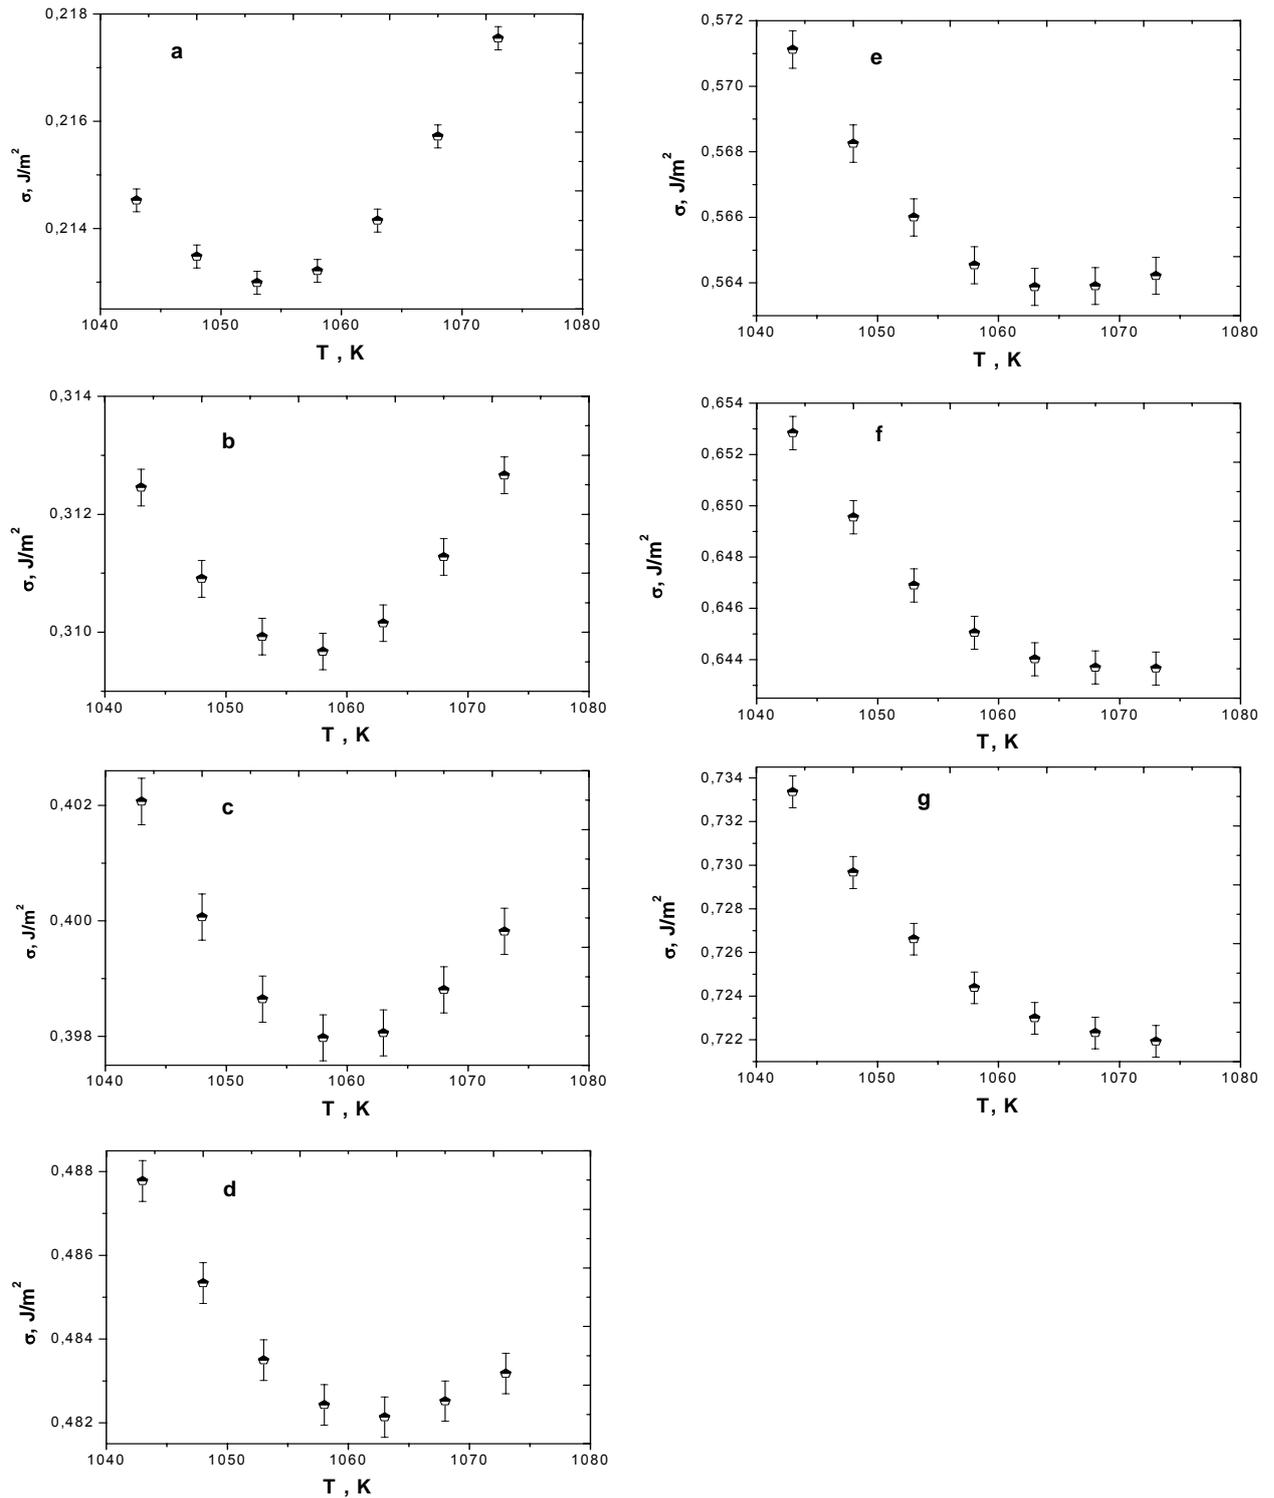 0,218
0,216
0,214
σ, J/m²
a
1040 1050 1060 1070 1080
T , K
0,314
0,312
0,310
σ, J/m²
b
1040 1050 1060 1070 1080
T , K
0,402
0,400
0,398
σ, J/m²
c
1040 1050 1060 1070 1080
T , K
0,488
0,486
0,484
0,482
σ, J/m²
d
1040 1050 1060 1070 1080
T , K
0,572
0,570
0,568
0,566
0,564
σ, J/m²
e
1040 1050 1060 1070 1080
T , K
0,654
0,652
0,650
0,648
0,646
0,644
σ, J/m²
f
1040 1050 1060 1070 1080
T, K
0,734
0,732
0,730
0,728
0,726
0,724
0,722
σ, J/m²
g
1040 1050 1060 1070 1080
T, K